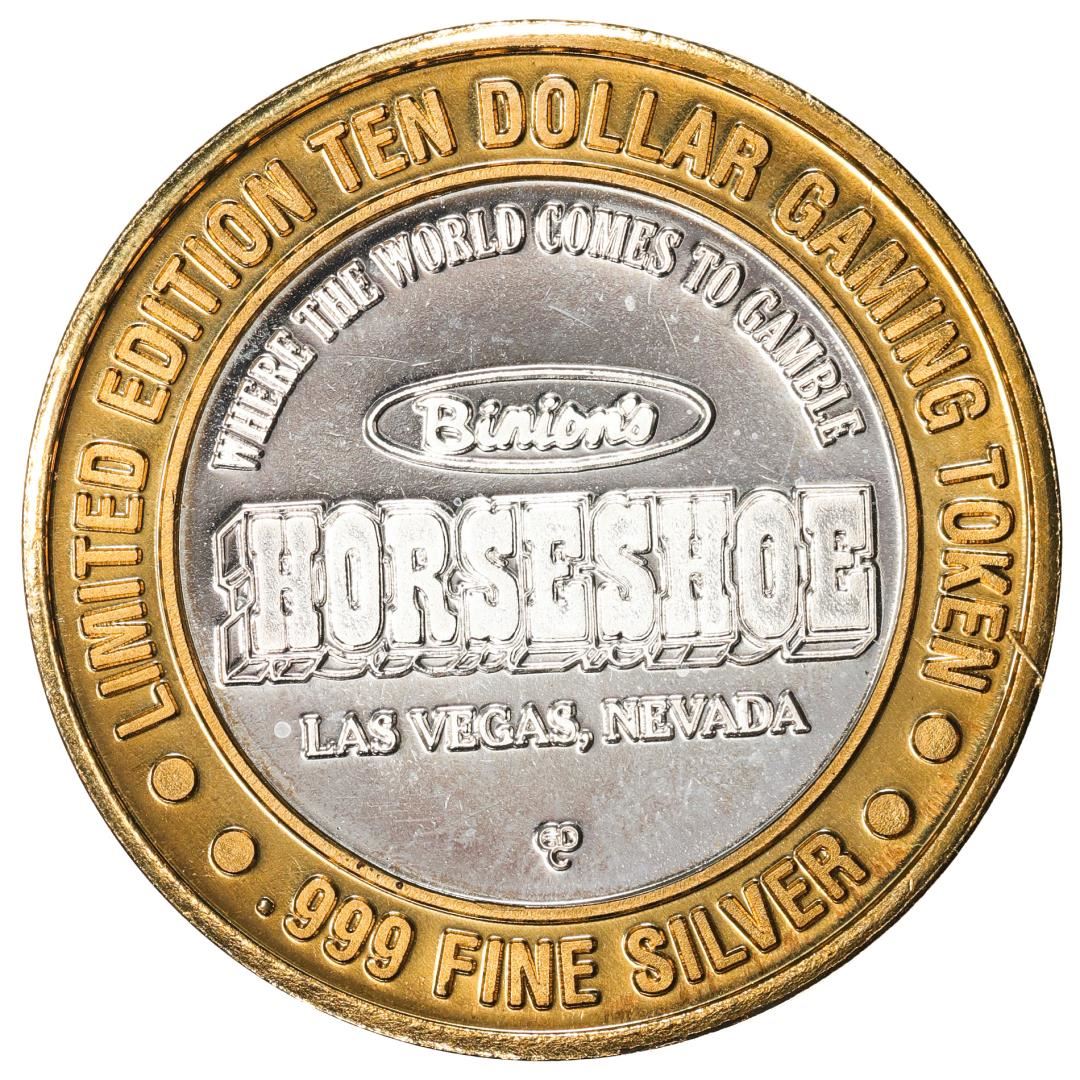 LIMITED EDITION TEN DOLLAR GAMING TOKEN
WHERE THE WORLD COMES TO GAMBLE
Binion's
HORSESHOE
LAS VEGAS, NEVADA
GDC
.999 FINE SILVER